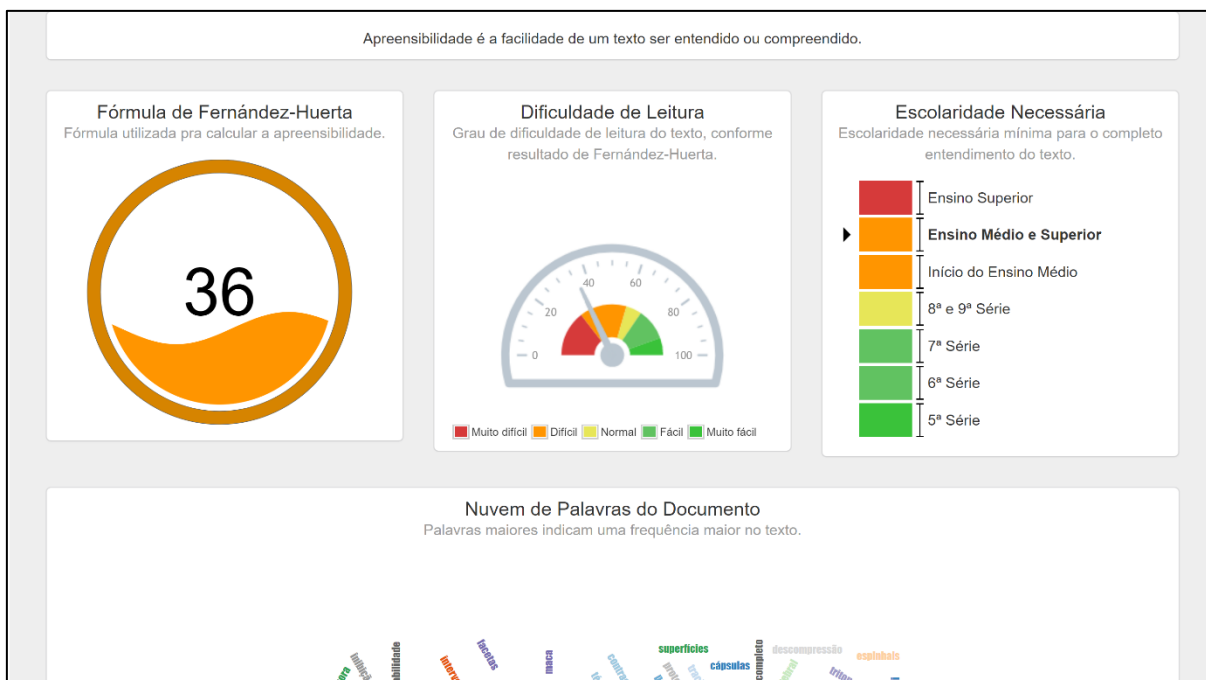 Apreensibilidade é a facilidade de um texto ser entendido ou compreendido.
Fórmula de Fernández-Huerta
Fórmula utilizada pra calcular a apreensibilidade.
36
Dificuldade de Leitura
Grau de dificuldade de leitura do texto, conforme
resultado de Fernández-Huerta.
0
20
40
60
80
100
Muito difícil Difícil Normal Fácil Muito fácil
Escolaridade Necessária
Escolaridade necessária mínima para o completo
entendimento do texto.
Ensino Superior
Ensino Médio e Superior
Início do Ensino Médio
8ª e 9ª Série
7ª Série
6ª Série
5ª Série
Nuvem de Palavras do Documento
Palavras maiores indicam uma frequência maior no texto.
facetas
maca
superfícies
cápsulas
completo
descompressão
espinhais